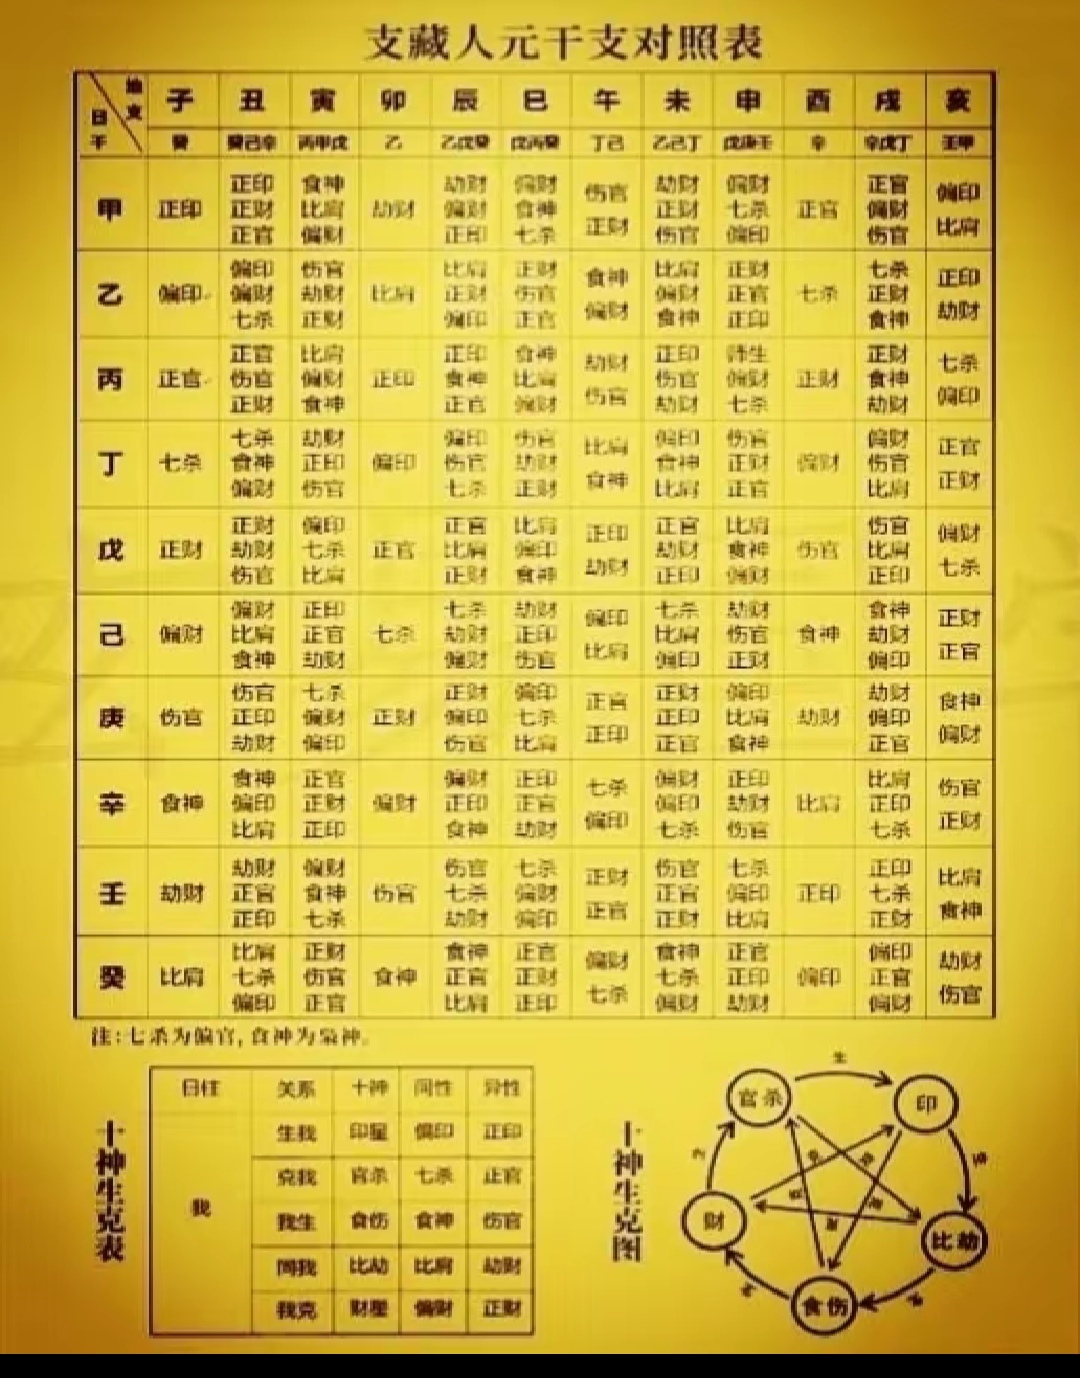 支藏人元干支对照表
地支 子 丑 寅 卯 辰 巳 午 未 申 酉 戌 亥
日干 癸 癸己辛 丙甲戊 乙 乙戊癸 戊丙癸 丁己 乙己丁 戊庚壬 辛 辛戊丁 壬甲
正印 食神 劫财 偏财 伤官 劫财 偏财 正官 偏印
甲 正印 正财 比肩 劫财 偏财 食神 正财 七杀 正官 偏财
正官 偏财 正印 七杀 正财 伤官 偏印 伤官 比肩
偏印 伤官 比肩 正财 食神 比肩 正财 七杀 正印
乙 偏印 偏财 劫财 比肩 正财 伤官 偏财 正官 七杀 正财
七杀 正财 偏印 正官 偏财 食神 正印 食神 劫财
正官 比肩 正印 食神 劫财 正印 师生 正财 七杀
丙 正官 伤官 偏财 正印 食神 比肩 伤官 偏财 正财 食神
正财 食神 正官 偏财 伤官 劫财 七杀 劫财 偏印
七杀 劫财 偏印 伤官 比肩 偏印 伤官 偏财 正官
丁 七杀 食神 正印 偏印 伤官 劫财 食神 正财 偏财 伤官
偏财 伤官 七杀 正财 食神 比肩 正官 比肩 正财
正财 偏印 正官 比肩 正印 正官 比肩 伤官 偏财
戊 正财 劫财 七杀 正官 比肩 偏印 劫财 食神 伤官 比肩
伤官 比肩 正财 食神 劫财 正印 偏财 正印 七杀
偏财 正印 七杀 劫财 偏印 七杀 劫财 食神 正财
己 偏财 比肩 正官 七杀 劫财 正印 比肩 伤官 食神 劫财
食神 劫财 偏财 伤官 比肩 偏印 正财 偏印 正官
伤官 七杀 正财 偏印 正官 正财 偏印 劫财 食神
庚 伤官 正印 偏财 正财 偏印 七杀 正印 比肩 劫财 偏印
劫财 偏印 伤官 比肩 正印 正官 食神 正官 偏财
食神 正官 偏财 正印 七杀 偏财 正印 比肩 伤官
辛 食神 偏印 正财 偏财 正印 正官 偏印 劫财 比肩 正印
比肩 正印 食神 劫财 偏印 七杀 伤官 七杀 正财
劫财 偏财 伤官 七杀 正财 伤官 七杀 正印 比肩
壬 劫财 正官 食神 伤官 七杀 偏财 正官 偏印 正印 七杀
正印 七杀 劫财 偏印 正官 正财 比肩 正财 食神
比肩 正财 食神 正官 偏财 食神 正官 偏印 劫财
癸 比肩 七杀 伤官 食神 正官 正财 七杀 正印 偏印 正官
偏印 正官 比肩 正印 七杀 偏财 劫财 偏财 伤官
注:七杀为偏官,食神为枭神。
十神生克表
日柱 关系 十神 同性 异性
生我 印星 偏印 正印
克我 官杀 七杀 正官
我
我生 食伤 食神 伤官
同我 比劫 比肩 劫财
我克 财星 偏财 正财
十神生克图
生
官杀
印
财
比劫
食伤